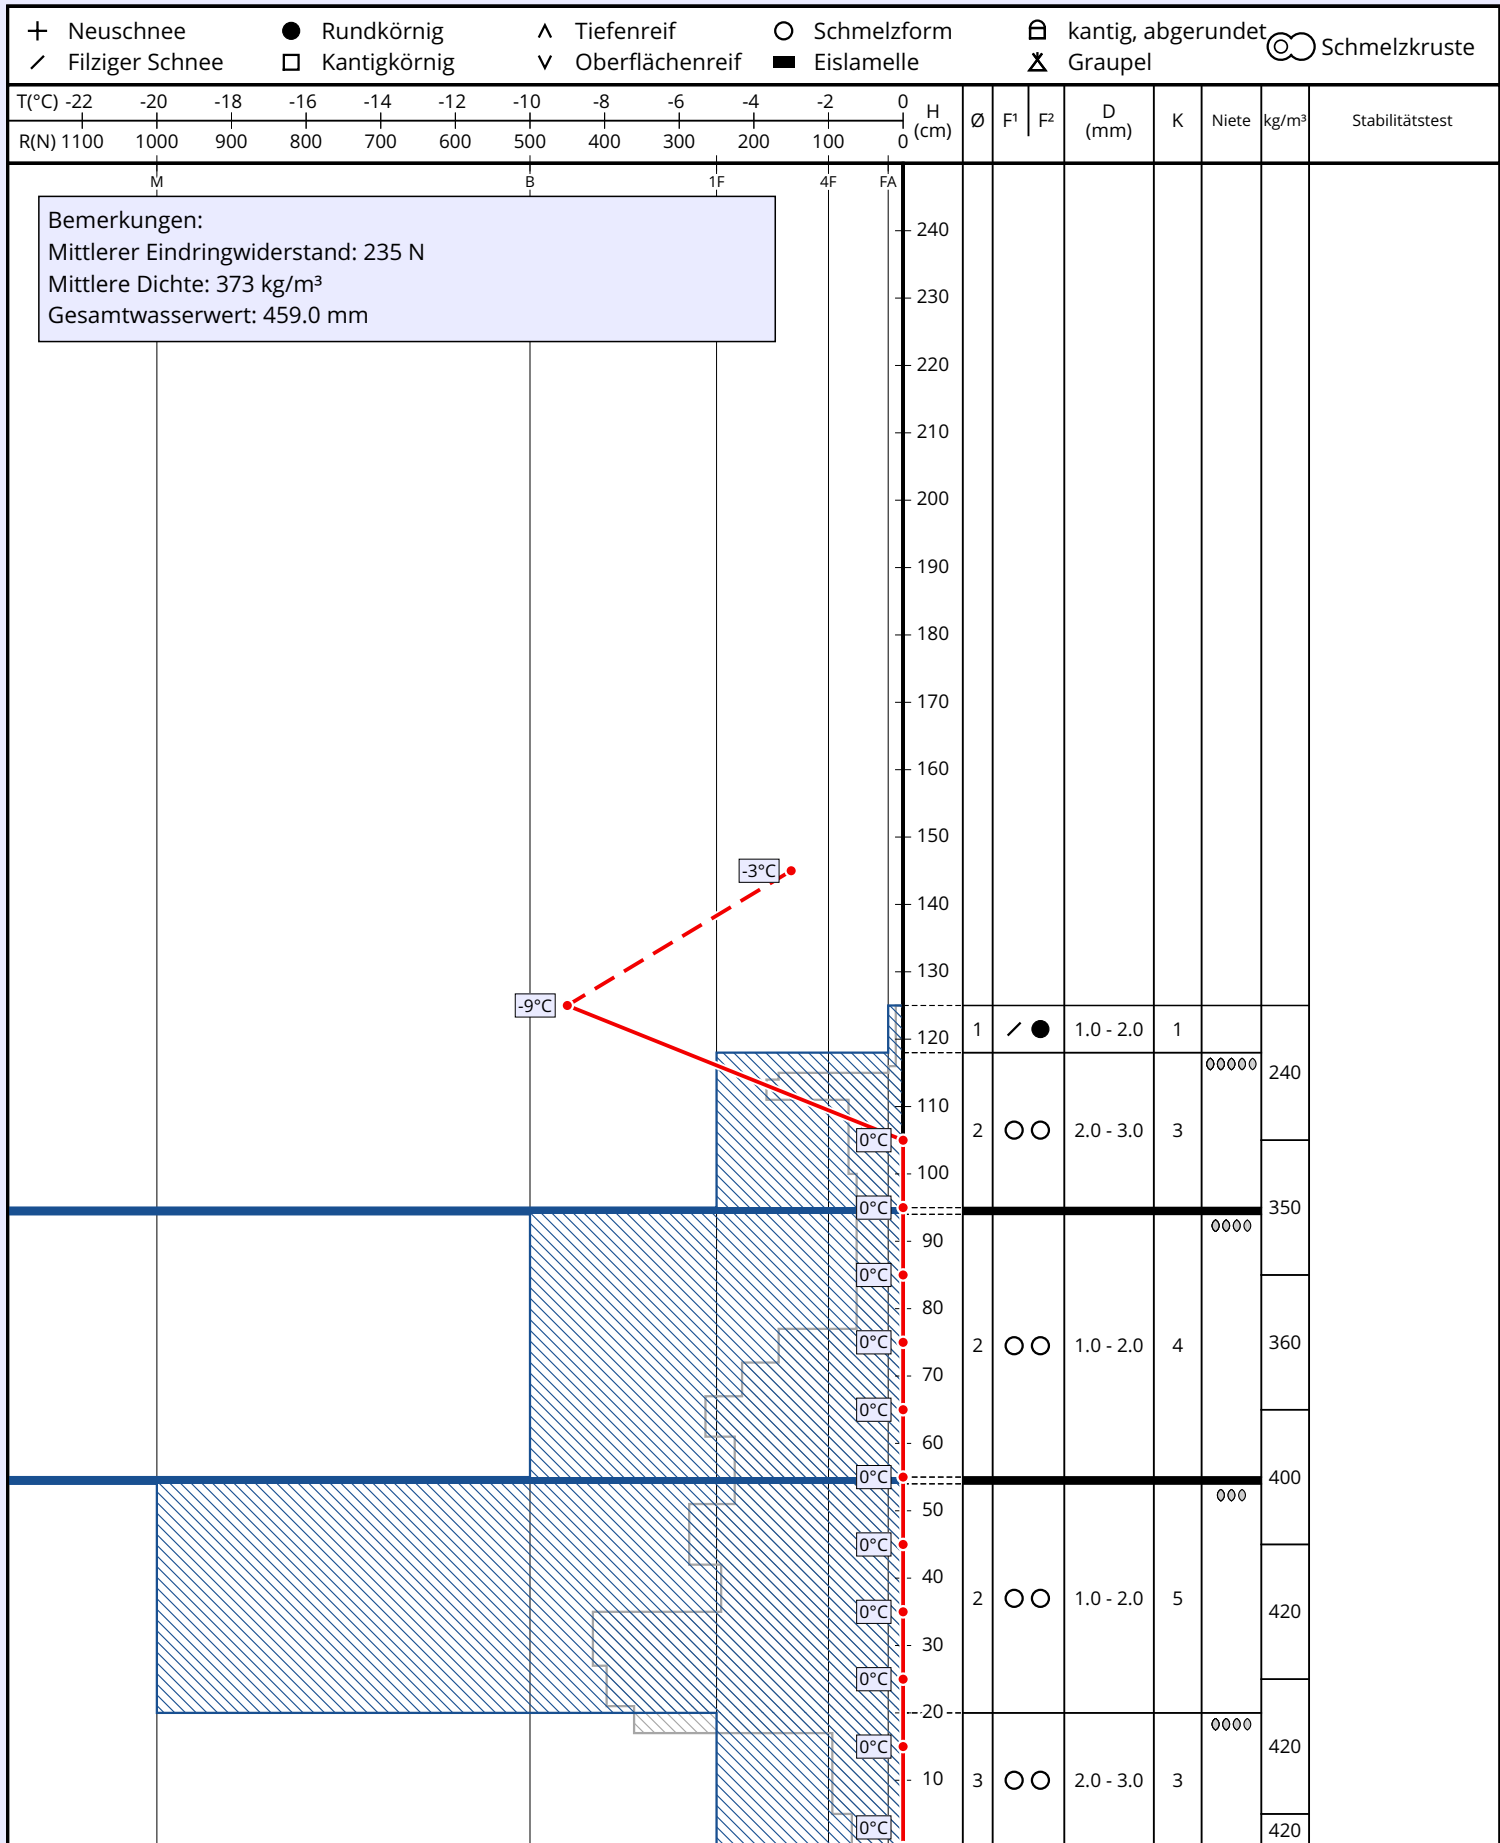 Neuschnee Rundkörnig Tiefenreif Schmelzform kantig, abgerundet Schmelzkruste
Filziger Schnee Kantigkörnig Oberflächenreif Eislamelle Graupel
T(°C) -22 -20 -18 -16 -14 -12 -10 -8 -6 -4 -2 0
R(N) 1100 1000 900 800 700 600 500 400 300 200 100 0
H (cm) Ø F¹ F² D (mm) K Niete kg/m³ Stabilitätstest
M B 1F 4F FA
Bemerkungen:
Mittlerer Eindringwiderstand: 235 N
Mittlere Dichte: 373 kg/m³
Gesamtwasserwert: 459.0 mm
240
230
220
210
200
190
180
170
160
150
-3°C
140
130
-9°C
1 1.0 - 2.0 1
120
240
110
2 2.0 - 3.0 3
0°C
100
0°C 350
90
0°C
80
0°C 2 1.0 - 2.0 4 360
70
0°C
60
0°C 400
50
0°C
40
2 1.0 - 2.0 5
0°C 420
30
0°C
20
0°C 420
10 3 2.0 - 3.0 3
0°C 420